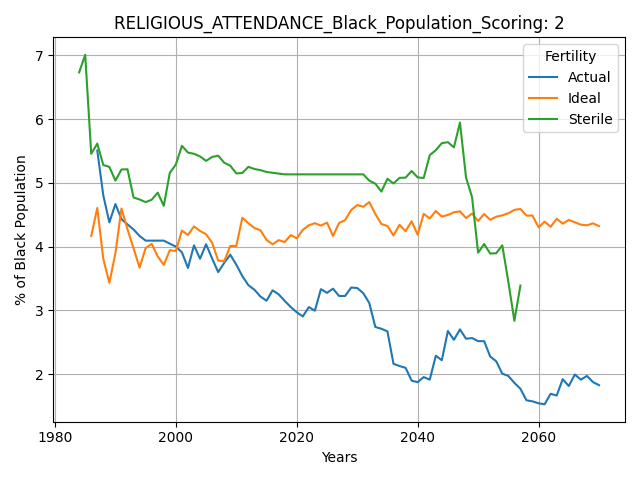 RELIGIOUS_ATTENDANCE_Black_Population_Scoring: 2
Fertility
Actual
Ideal
Sterile
% of Black Population
7
6
5
4
3
2
1980
2000
2020
2040
2060
Years